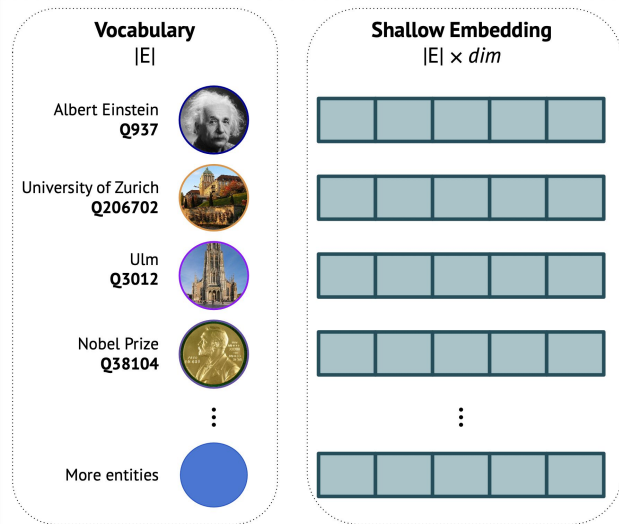 Vocabulary
|E|
Albert Einstein
Q937
University of Zurich
Q206702
Ulm
Q3012
Nobel Prize
Q38104
⋮
More entities
Shallow Embedding
|E| × dim
⋮